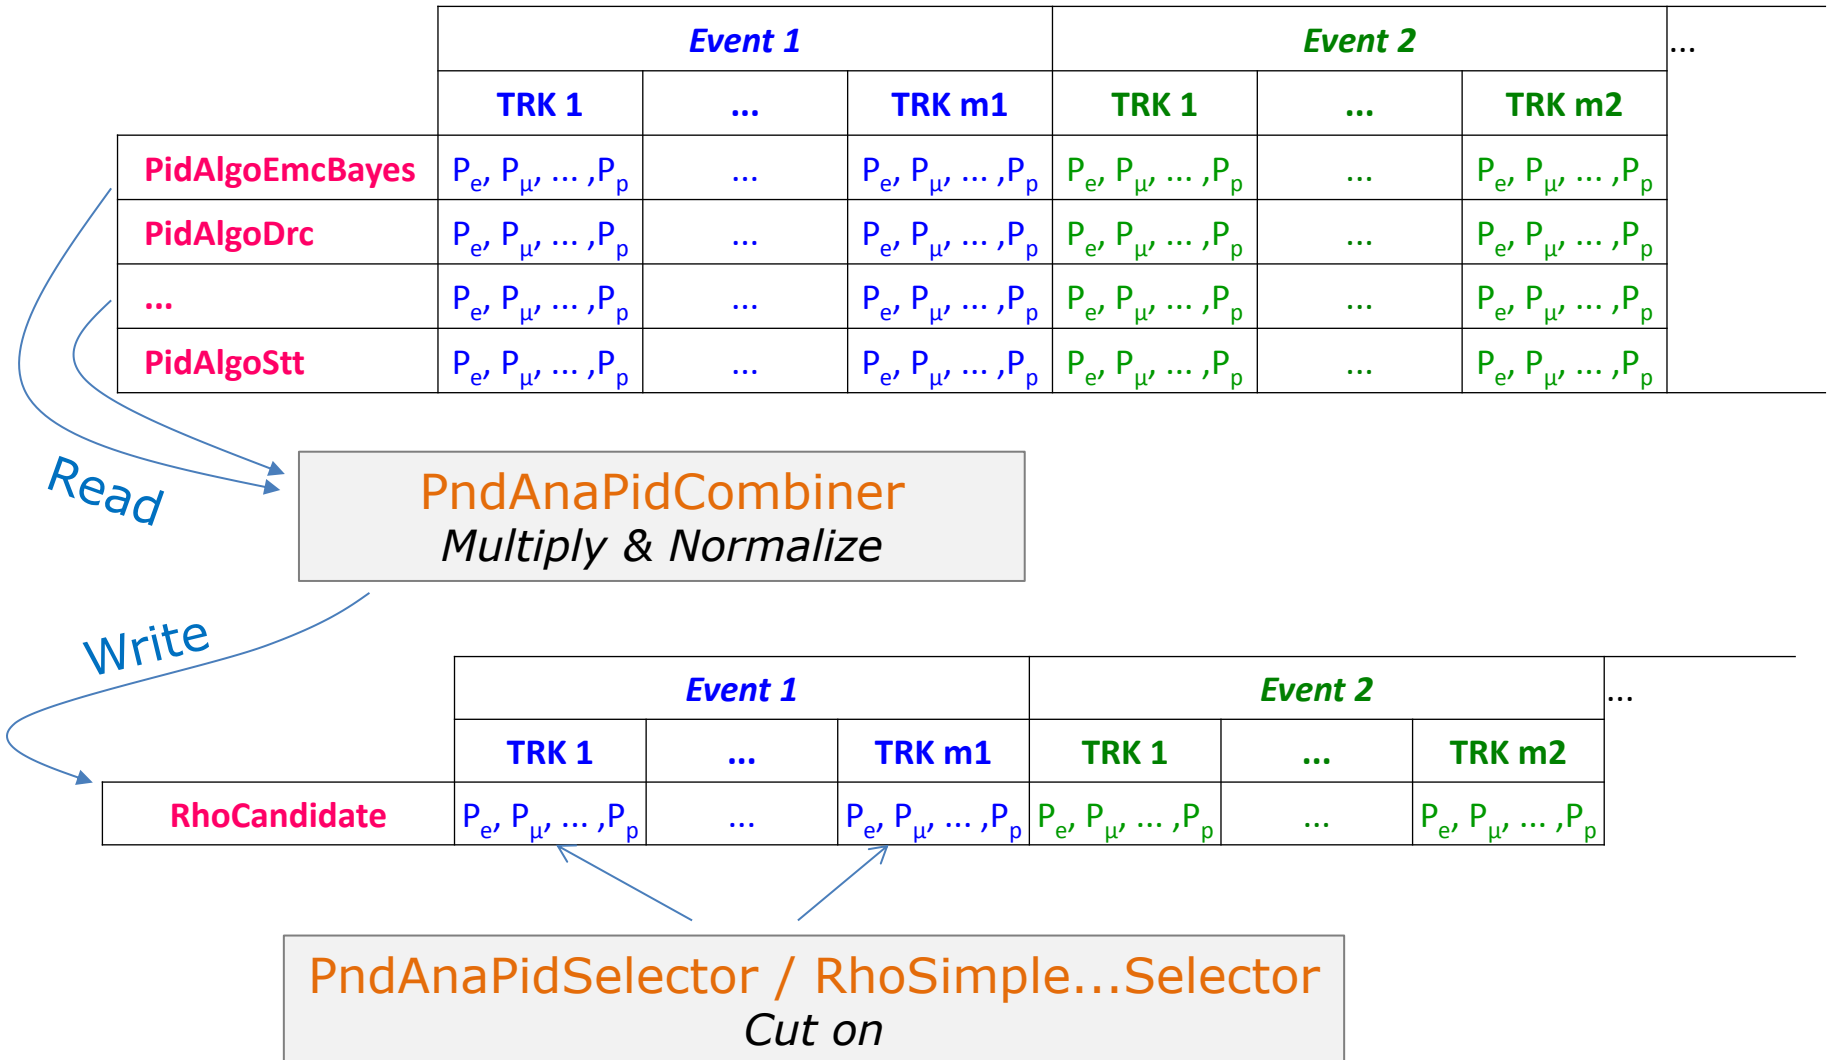 Event 1 Event 2 ...
TRK 1 ... TRK m1 TRK 1 ... TRK m2
PidAlgoEmcBayes Pe, Pμ, ... ,Pp ... Pe, Pμ, ... ,Pp Pe, Pμ, ... ,Pp ... Pe, Pμ, ... ,Pp
PidAlgoDrc Pe, Pμ, ... ,Pp ... Pe, Pμ, ... ,Pp Pe, Pμ, ... ,Pp ... Pe, Pμ, ... ,Pp
... Pe, Pμ, ... ,Pp ... Pe, Pμ, ... ,Pp Pe, Pμ, ... ,Pp ... Pe, Pμ, ... ,Pp
PidAlgoStt Pe, Pμ, ... ,Pp ... Pe, Pμ, ... ,Pp Pe, Pμ, ... ,Pp ... Pe, Pμ, ... ,Pp
Read
PndAnaPidCombiner
Multiply & Normalize
Write
Event 1 Event 2 ...
TRK 1 ... TRK m1 TRK 1 ... TRK m2
RhoCandidate Pe, Pμ, ... ,Pp ... Pe, Pμ, ... ,Pp Pe, Pμ, ... ,Pp ... Pe, Pμ, ... ,Pp
PndAnaPidSelector / RhoSimple...Selector
Cut on